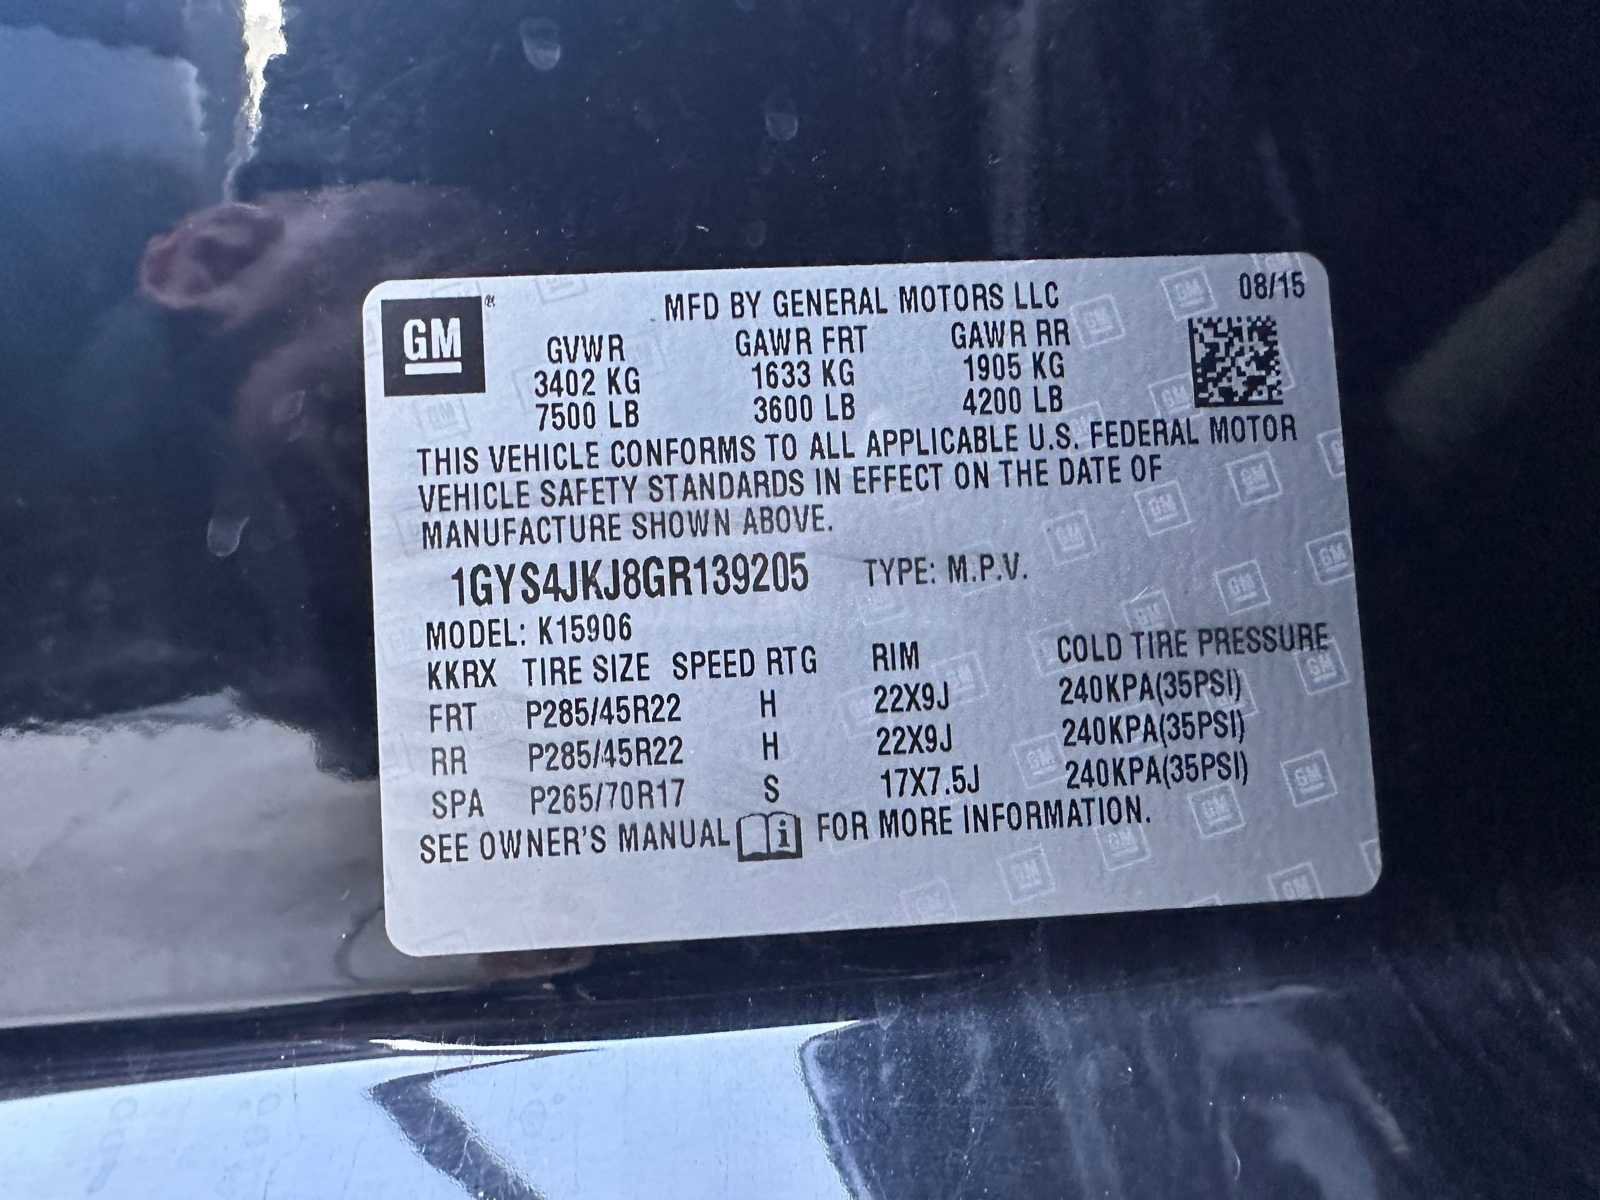 GM
MFD BY GENERAL MOTORS LLC 08/15
GVWR GAWR FRT GAWR RR
3402 KG 1633 KG 1905 KG
7500 LB 3600 LB 4200 LB
THIS VEHICLE CONFORMS TO ALL APPLICABLE U.S. FEDERAL MOTOR
VEHICLE SAFETY STANDARDS IN EFFECT ON THE DATE OF
MANUFACTURE SHOWN ABOVE.
1GYS4JKJ8GR139205 TYPE: M.P.V.
MODEL: K15906
KKRX TIRE SIZE SPEED RTG RIM COLD TIRE PRESSURE
FRT P285/45R22 H 22X9J 240KPA(35PSI)
RR P285/45R22 H 22X9J 240KPA(35PSI)
SPA P265/70R17 S 17X7.5J 240KPA(35PSI)
SEE OWNER'S MANUAL i FOR MORE INFORMATION.